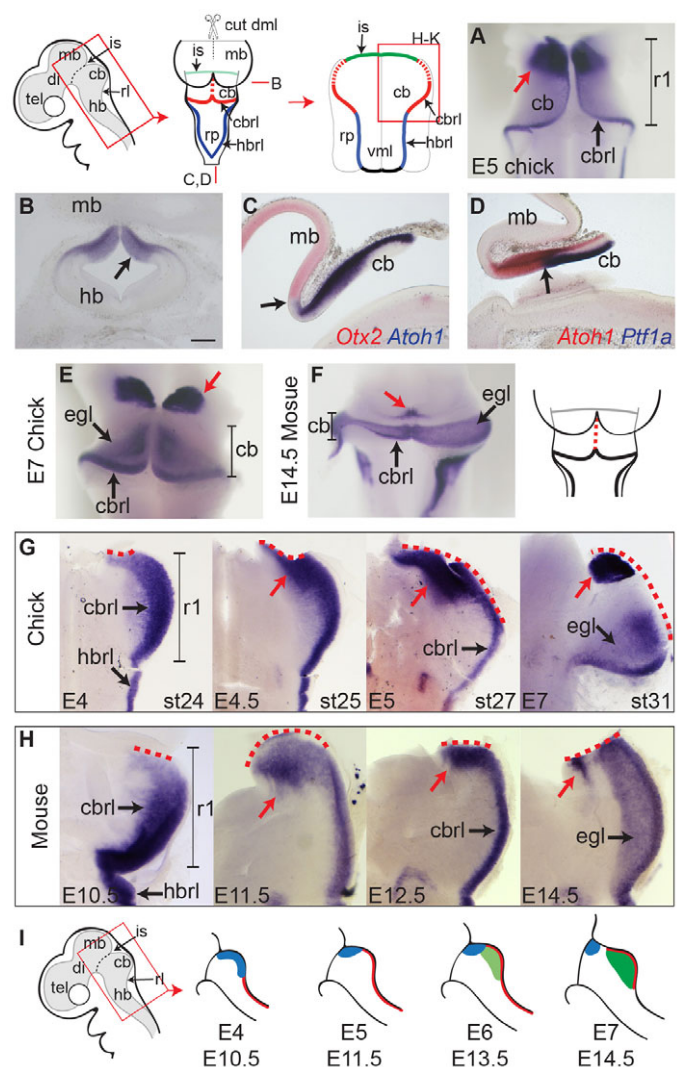 cut dml
is
mb
B
cb
cbrl
rp
hbrl
C,D
mb
is
cb
dl
rl
tel
hb
is
H-K
cb
cbrl
rp
hbrl
vml
A
cb
r1
cbrl
E5 chick
B
mb
hb
C
mb
cb
Otx2 Atoh1
D
mb
cb
Atoh1 Ptf1a
E7 Chick
E
egl
cb
cbrl
E14.5 Mosue
F
egl
cb
cbrl
Chick
G
cbrl
r1
hbrl
E4
st24
E4.5
st25
cbrl
E5
st27
egl
E7
st31
Mouse
H
cbrl
r1
E10.5
hbrl
E11.5
cbrl
E12.5
egl
E14.5
I
mb
is
cb
dl
rl
tel
hb
E4
E10.5
E5
E11.5
E6
E13.5
E7
E14.5